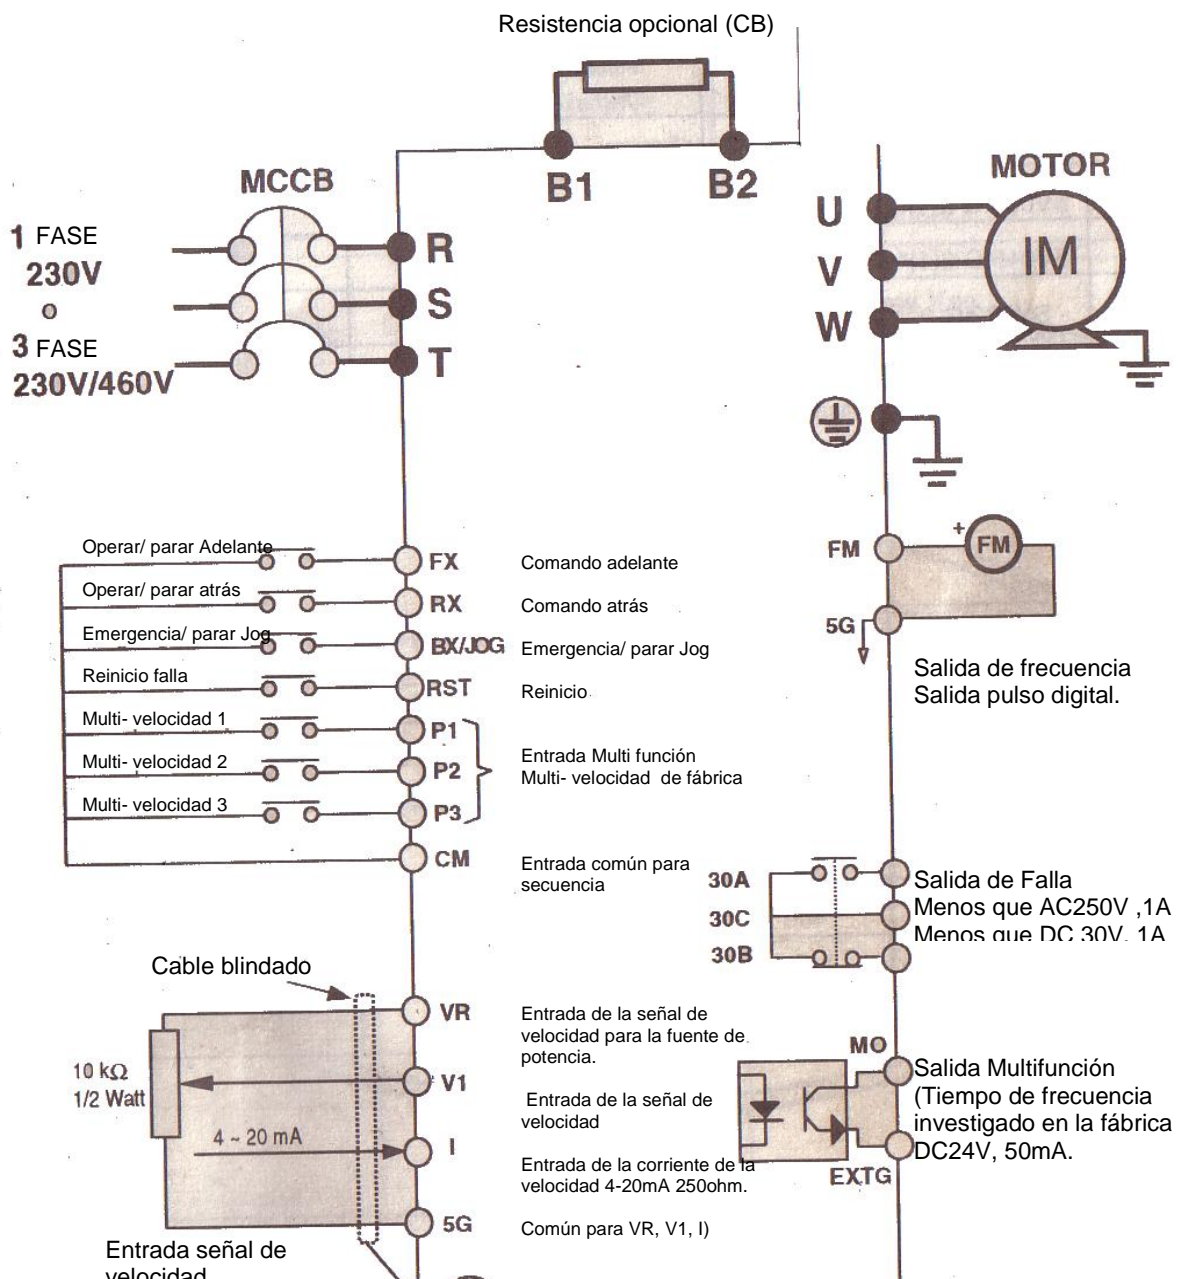 Resistencia opcional (CB)
B1
B2
MCCB
1 FASE
230V
o
3 FASE
230V/460V
R
S
T
MOTOR
U
V
W
IM
Operar/ parar Adelante
FX
Comando adelante
Operar/ parar atrás
RX
Comando atrás
Emergencia/ parar Jog
BX/JOG
Emergencia/ parar Jog
Reinicio falla
RST
Reinicio
Multi- velocidad 1
P1
Multi- velocidad 2
P2
Multi- velocidad 3
P3
Entrada Multi función
Multi- velocidad de fábrica
CM
Entrada común para
secuencia
FM
+
FM
5G
Salida de frecuencia
Salida pulso digital.
30A
30C
30B
Salida de Falla
Menos que AC250V ,1A
Menos que DC 30V, 1A
Cable blindado
VR
Entrada de la señal de
velocidad para la fuente de
potencia.
10 kΩ
1/2 Watt
V1
Entrada de la señal de
velocidad
4 ~ 20 mA
I
Entrada de la corriente de la
velocidad 4-20mA 250ohm.
5G
Común para VR, V1, I)
Entrada señal de
velocidad
MO
EXTG
Salida Multifunción
(Tiempo de frecuencia
investigado en la fábrica
DC24V, 50mA.